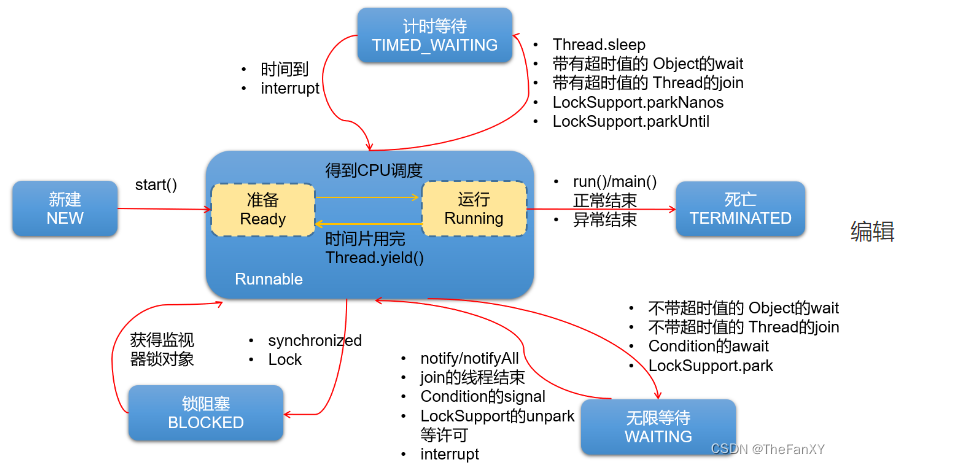 计时等待
TIMED_WAITING
• 时间到
• interrupt
• Thread.sleep
• 带有超时值的 Object的wait
• 带有超时值的 Thread的join
• LockSupport.parkNanos
• LockSupport.parkUntil
新建
NEW
start()
得到CPU调度
准备
Ready
运行
Running
时间片用完
Thread.yield()
Runnable
• run()/main()
正常结束
• 异常结束
死亡
TERMINATED
编辑
获得监视
器锁对象
• synchronized
• Lock
锁阻塞
BLOCKED
• notify/notifyAll
• join的线程结束
• Condition的signal
• LockSupport的unpark
等许可
• interrupt
• 不带超时值的 Object的wait
• 不带超时值的 Thread的join
• Condition的await
• LockSupport.park
无限等待
WAITING
CSDN @TheFanXY